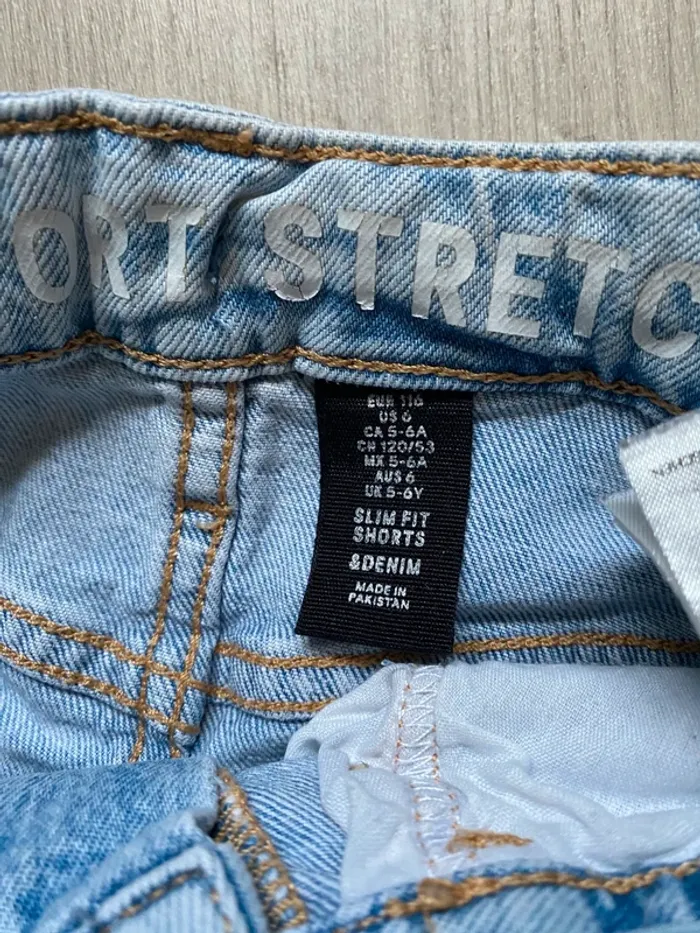 ORT STRETC
EUR 116
US 6
CA 5-6A
CN 120/53
MX 5-6A
AUS 6
UK 5-6Y
SLIM FIT
SHORTS
&DENIM
MADE IN
PAKISTAN